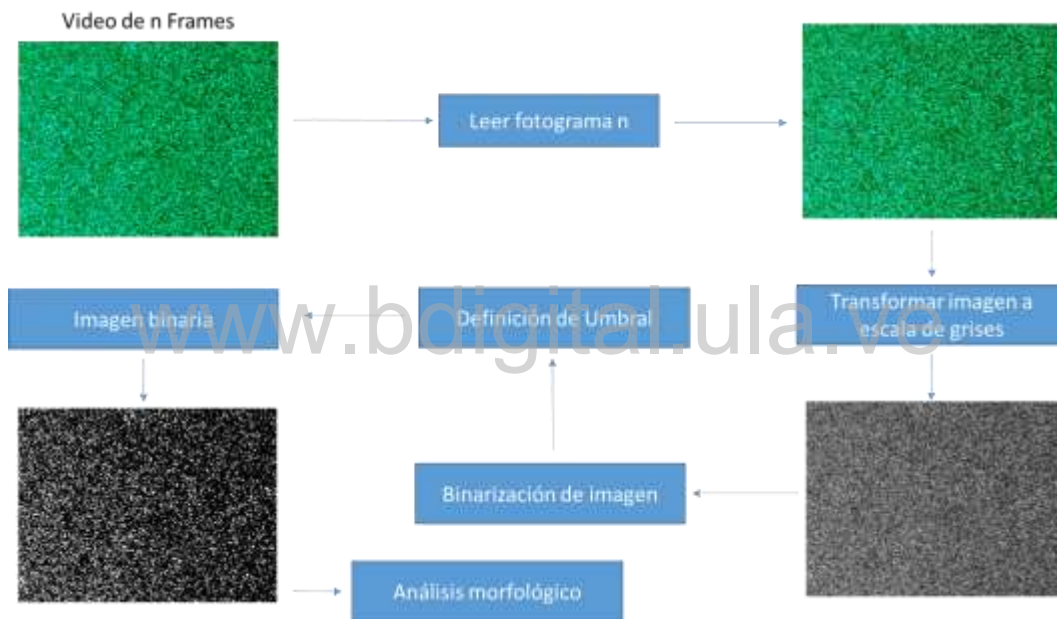 Video de n Frames
Leer fotograma n
Transformar imagen a
escala de grises
Definición de Umbral
Imagen binaria
www.bdigital.ula.ve
Binarización de imagen
Análisis morfológico